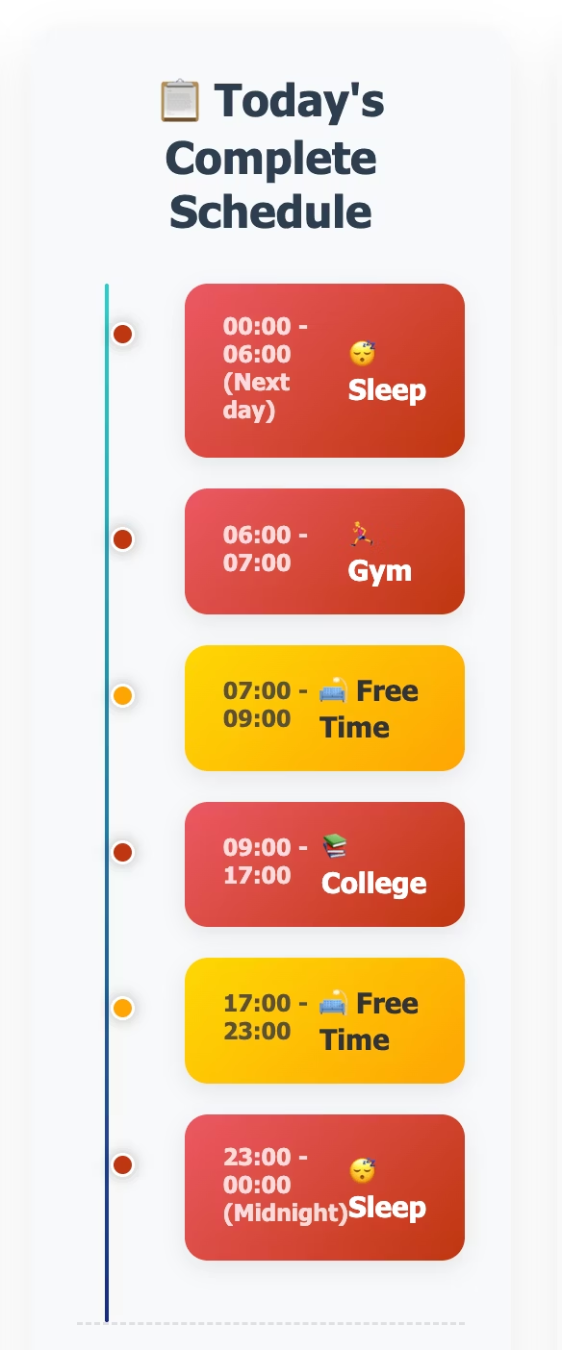 📋 Today's
Complete
Schedule
00:00 -
06:00
(Next
day)
😴
Sleep
06:00 -
07:00
🏃
Gym
07:00 -
09:00
🛋️ Free
Time
09:00 -
17:00
📚
College
17:00 -
23:00
🛋️ Free
Time
23:00 -
00:00
(Midnight)
😴
Sleep